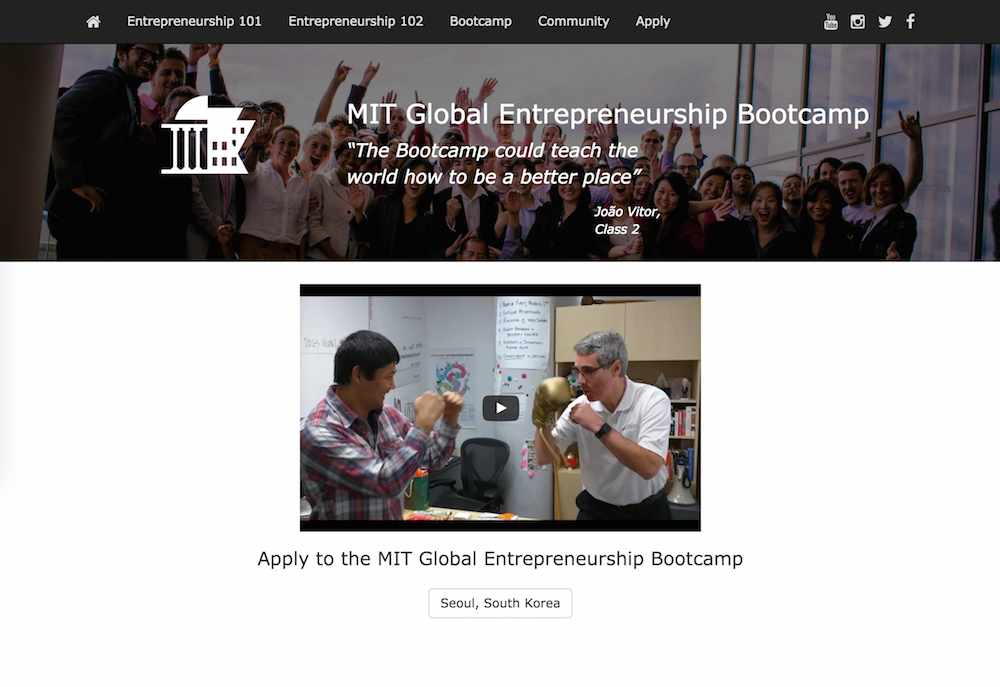 Entrepreneurship 101 Entrepreneurship 102 Bootcamp Community Apply
You
Tube
MIT Global Entrepreneurship Bootcamp
“The Bootcamp could teach the
world how to be a better place”
João Vitor,
Class 2
Apply to the MIT Global Entrepreneurship Bootcamp
Seoul, South Korea